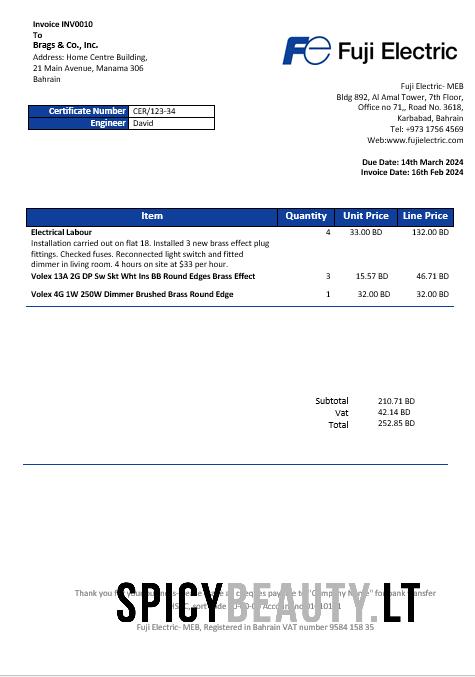 Invoice INV0010
To
Brags & Co., Inc.
Address: Home Centre Building,
21 Main Avenue, Manama 306
Bahrain
Fuji Electric
Fuji Electric- MEB
Bldg 892, Al Amal Tower, 7th Floor,
Office no 71,, Road No. 3618,
Karbabad, Bahrain
Tel: +973 1756 4569
Web:www.fujielectric.com
Certificate Number CER/123-34
Engineer David
Due Date: 14th March 2024
Invoice Date: 16th Feb 2024
Item Quantity Unit Price Line Price
Electrical Labour 4 33.00 BD 132.00 BD
Installation carried out on flat 18. Installed 3 new brass effect plug
fittings. Checked fuses. Reconnected light switch and fitted
dimmer in living room. 4 hours on site at $33 per hour.
Volex 13A 2G DP Sw Skt Wht Ins BB Round Edges Brass Effect 3 15.57 BD 46.71 BD
Volex 4G 1W 250W Dimmer Brushed Brass Round Edge 1 32.00 BD 32.00 BD
Subtotal 210.71 BD
Vat 42.14 BD
Total 252.85 BD
Thank you for your payable to "Company Name" for bank transfer
SPICYBEAUTY.LT
Fuji Electric- MEB, Registered in Bahrain VAT number 9584 158 35